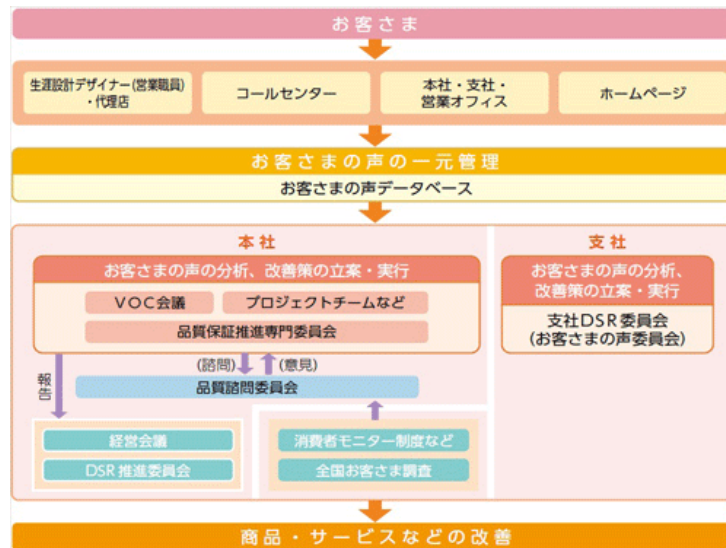 お客さま
生涯設計デザイナー(営業職員)
・代理店
コールセンター
本社・支社・
営業オフィス
ホームページ
お客さまの声の一元管理
お客さまの声データベース
本社
お客さまの声の分析、改善策の立案・実行
VOC会議
プロジェクトチームなど
品質保証推進専門委員会
(諮問)
(意見)
報告
品質諮問委員会
経営会議
DSR推進委員会
消費者モニター制度など
全国お客さま調査
支社
お客さまの声の分析、
改善策の立案・実行
支社DSR委員会
(お客さまの声委員会)
商品・サービスなどの改善